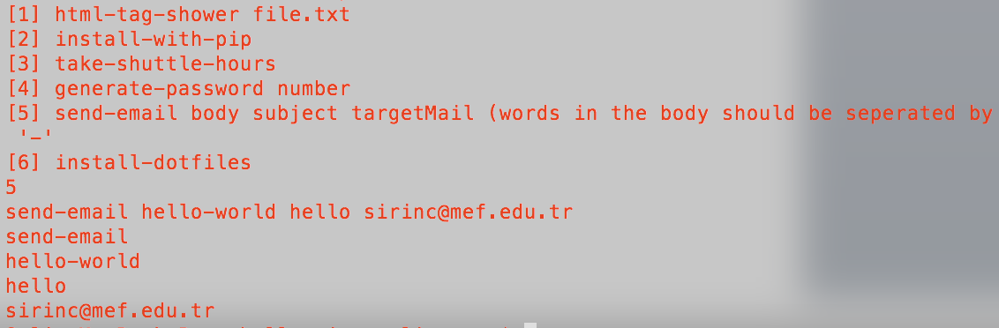 [1] html-tag-shower file.txt
[2] install-with-pip
[3] take-shuttle-hours
[4] generate-password number
[5] send-email body subject targetMail (words in the body should be seperated by
'-'
[6] install-dotfiles
5
send-email hello-world hello sirinc@mef.edu.tr
send-email
hello-world
hello
sirinc@mef.edu.tr